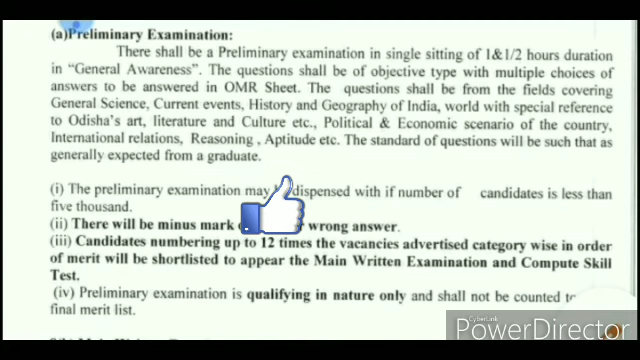 (a)Preliminary Examination:
There shall be a Preliminary examination in single sitting of 1&1/2 hours duration
in "General Awareness". The questions shall be of objective type with multiple choices of
answers to be answered in OMR Sheet. The questions shall be from the fields covering
General Science, Current events, History and Geography of India, world with special reference
to Odisha's art, literature and Culture etc., Political & Economic scenario of the country,
International relations, Reasoning , Aptitude etc. The standard of questions will be such that as
generally expected from a graduate.
(i) The preliminary examination may dispensed with if number of candidates is less than
five thousand.
(ii) There will be minus mark wrong answer.
(iii) Candidates numbering up to 12 times the vacancies advertised category wise in order
of merit will be shortlisted to appear the Main Written Examination and Compute Skill
Test.
(iv) Preliminary examination is qualifying in nature only and shall not be counted
final merit list.
CyberLink
PowerDirector